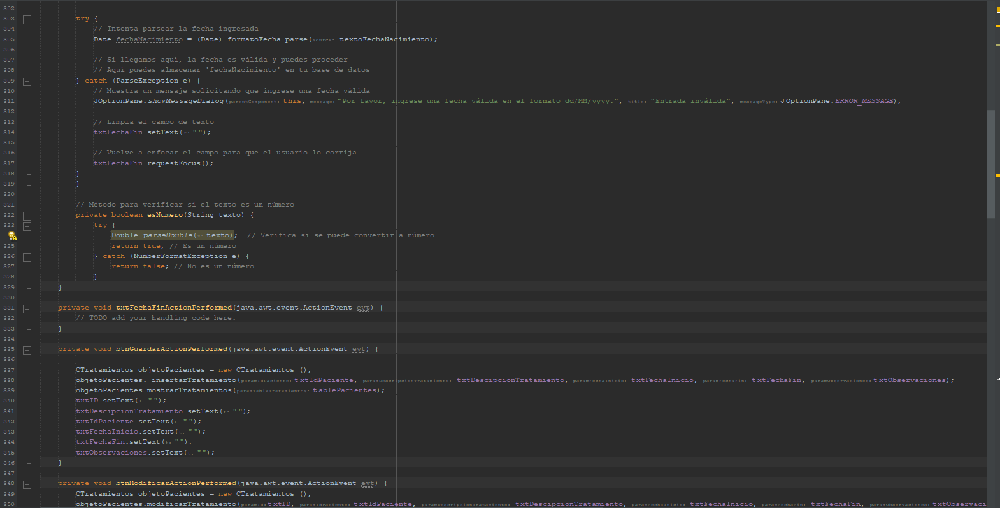 302
303 try {
304 // Intenta parsear la fecha ingresada
305 Date fechaNacimiento = (Date) formatoFecha.parse(source: textoFechaNacimiento);
306
307 // Si llegamos aquí, la fecha es válida y puedes proceder
308 // Aquí puedes almacenar 'fechaNacimiento' en tu base de datos
309 } catch (ParseException e) {
310 // Muestra un mensaje solicitando que ingrese una fecha válida
311 JOptionPane.showMessageDialog(parentComponent: this, message: "Por favor, ingrese una fecha válida en el formato dd/MM/yyyy.", title: "Entrada inválida", messageType: JOptionPane.ERROR_MESSAGE);
312
313 // Limpia el campo de texto
314 txtFechaFin.setText(t: "");
315
316 // Vuelve a enfocar el campo para que el usuario lo corrija
317 txtFechaFin.requestFocus();
318 }
319 }
320
321 // Método para verificar si el texto es un número
322 private boolean esNumero(String texto) {
323 try {
Double.parseDouble(s: texto); // Verifica si se puede convertir a número
325 return true; // Es un número
326 } catch (NumberFormatException e) {
327 return false; // No es un número
328 }
329 }
330
331 private void txtFechaFinActionPerformed(java.awt.event.ActionEvent evt) {
332 // TODO add your handling code here:
333 }
334
335 private void btnGuardarActionPerformed(java.awt.event.ActionEvent evt) {
336
337 CTratamientos objetoPacientes = new CTratamientos ();
338 objetoPacientes. insertarTratamiento(paramIdPaciente: txtIdPaciente, paramDescripcionTratamiento: txtDescipcionTratamiento, paramFechaInicio: txtFechaInicio, paramFechaFin: txtFechaFin, paramObservaciones: txtObservaciones);
339 objetoPacientes.mostrarTratamientos(paramTablaTratamientos: tablePacientes);
340 txtID.setText(t: "");
341 txtDescipcionTratamiento.setText(t: "");
342 txtIdPaciente.setText(t: "");
343 txtFechaInicio.setText(t: "");
344 txtFechaFin.setText(t: "");
345 txtObservaciones.setText(t: "");
346 }
347
348 private void btnModificarActionPerformed(java.awt.event.ActionEvent evt) {
349 CTratamientos objetoPacientes = new CTratamientos ();
350 objetoPacientes.modificarTratamiento(paramId: txtID, paramIdPaciente: txtIdPaciente, paramDescripcionTratamiento: txtDescipcionTratamiento, paramFechaInicio: txtFechaInicio, paramFechaFin: txtFechaFin, paramObservaciones: txtObservaci